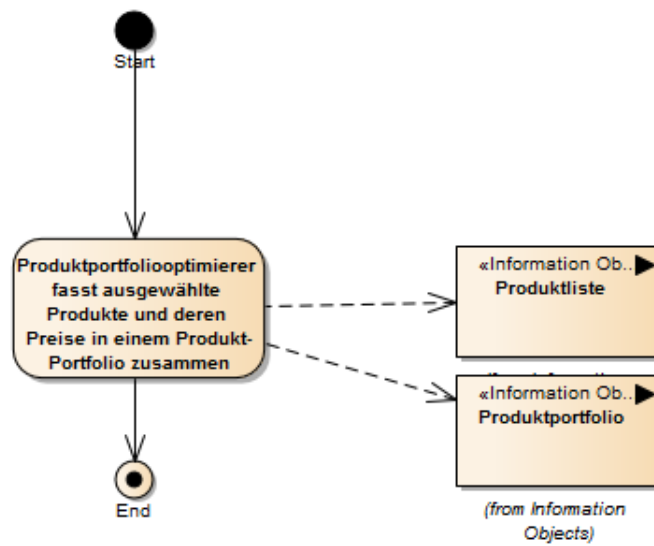 Start
Produktportfoliooptimierer
fasst ausgewählte
Produkte und deren
Preise in einem Produkt-
Portfolio zusammen
End
«Information Ob..
Produktliste
«Information Ob..
Produktportfolio
(from Information
Objects)